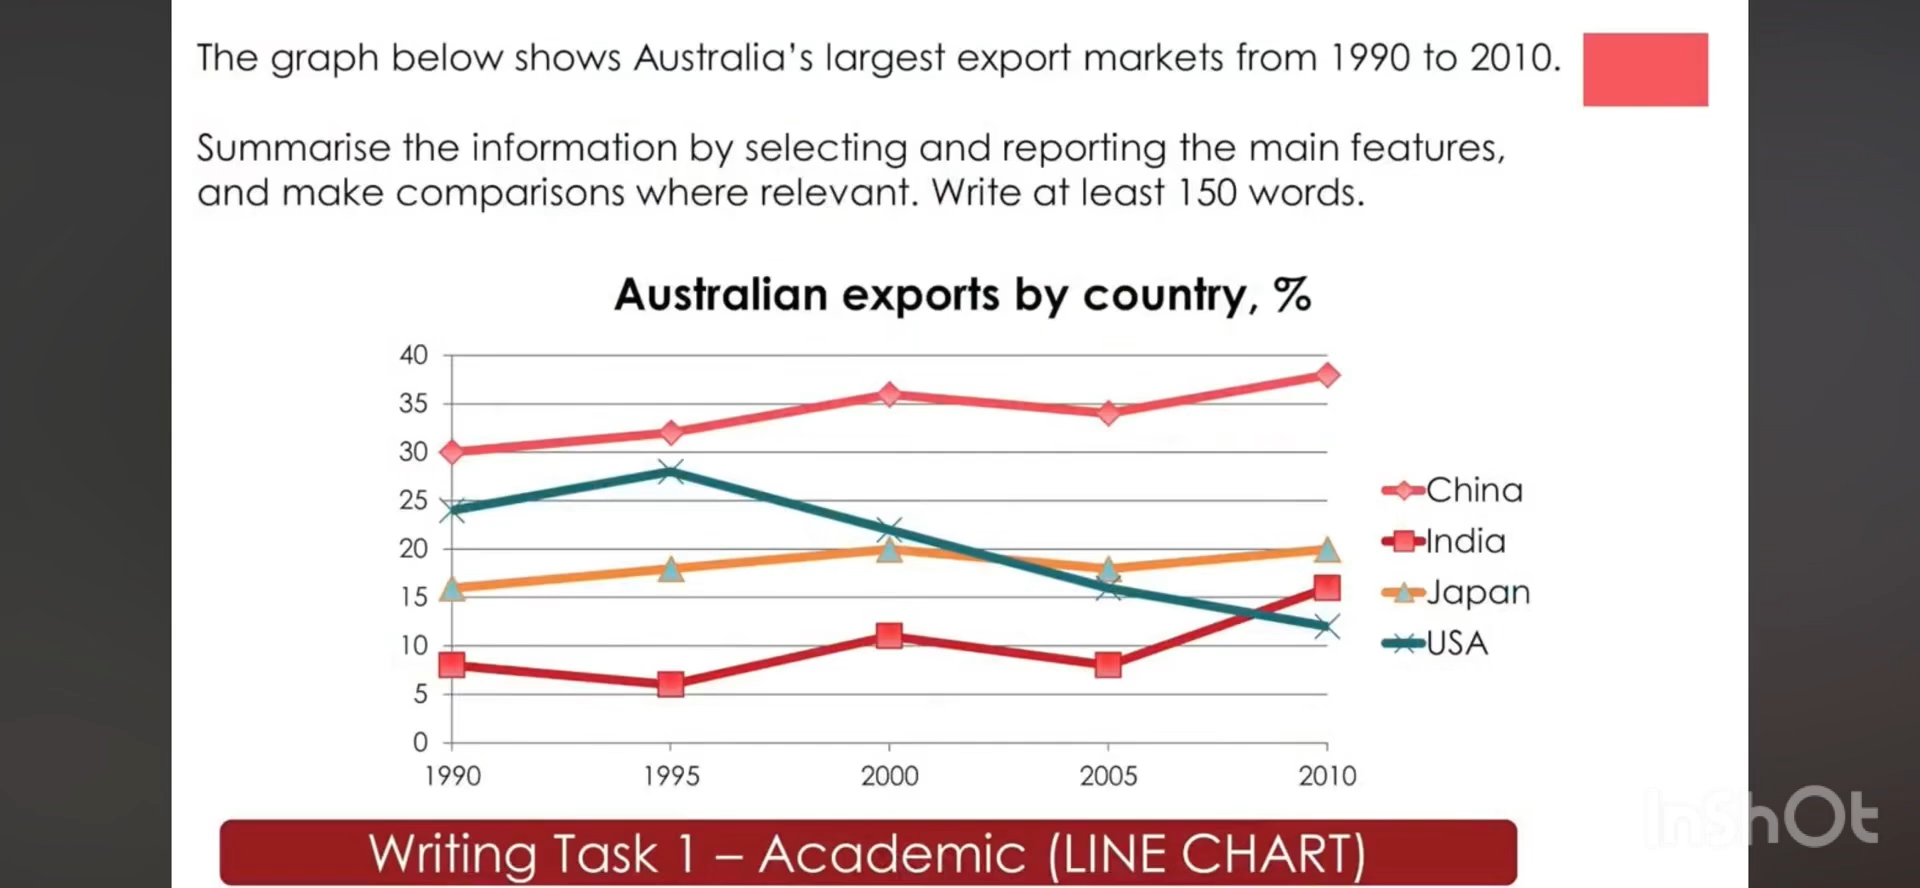 The graph below shows Australia's largest export markets from 1990 to 2010.
Summarise the information by selecting and reporting the main features,
and make comparisons where relevant. Write at least 150 words.
Australian exports by country, %
40
35
30
25
20
15
10
5
0
1990 1995 2000 2005 2010
China
India
Japan
USA
Writing Task 1 – Academic (LINE CHART)
InShOt